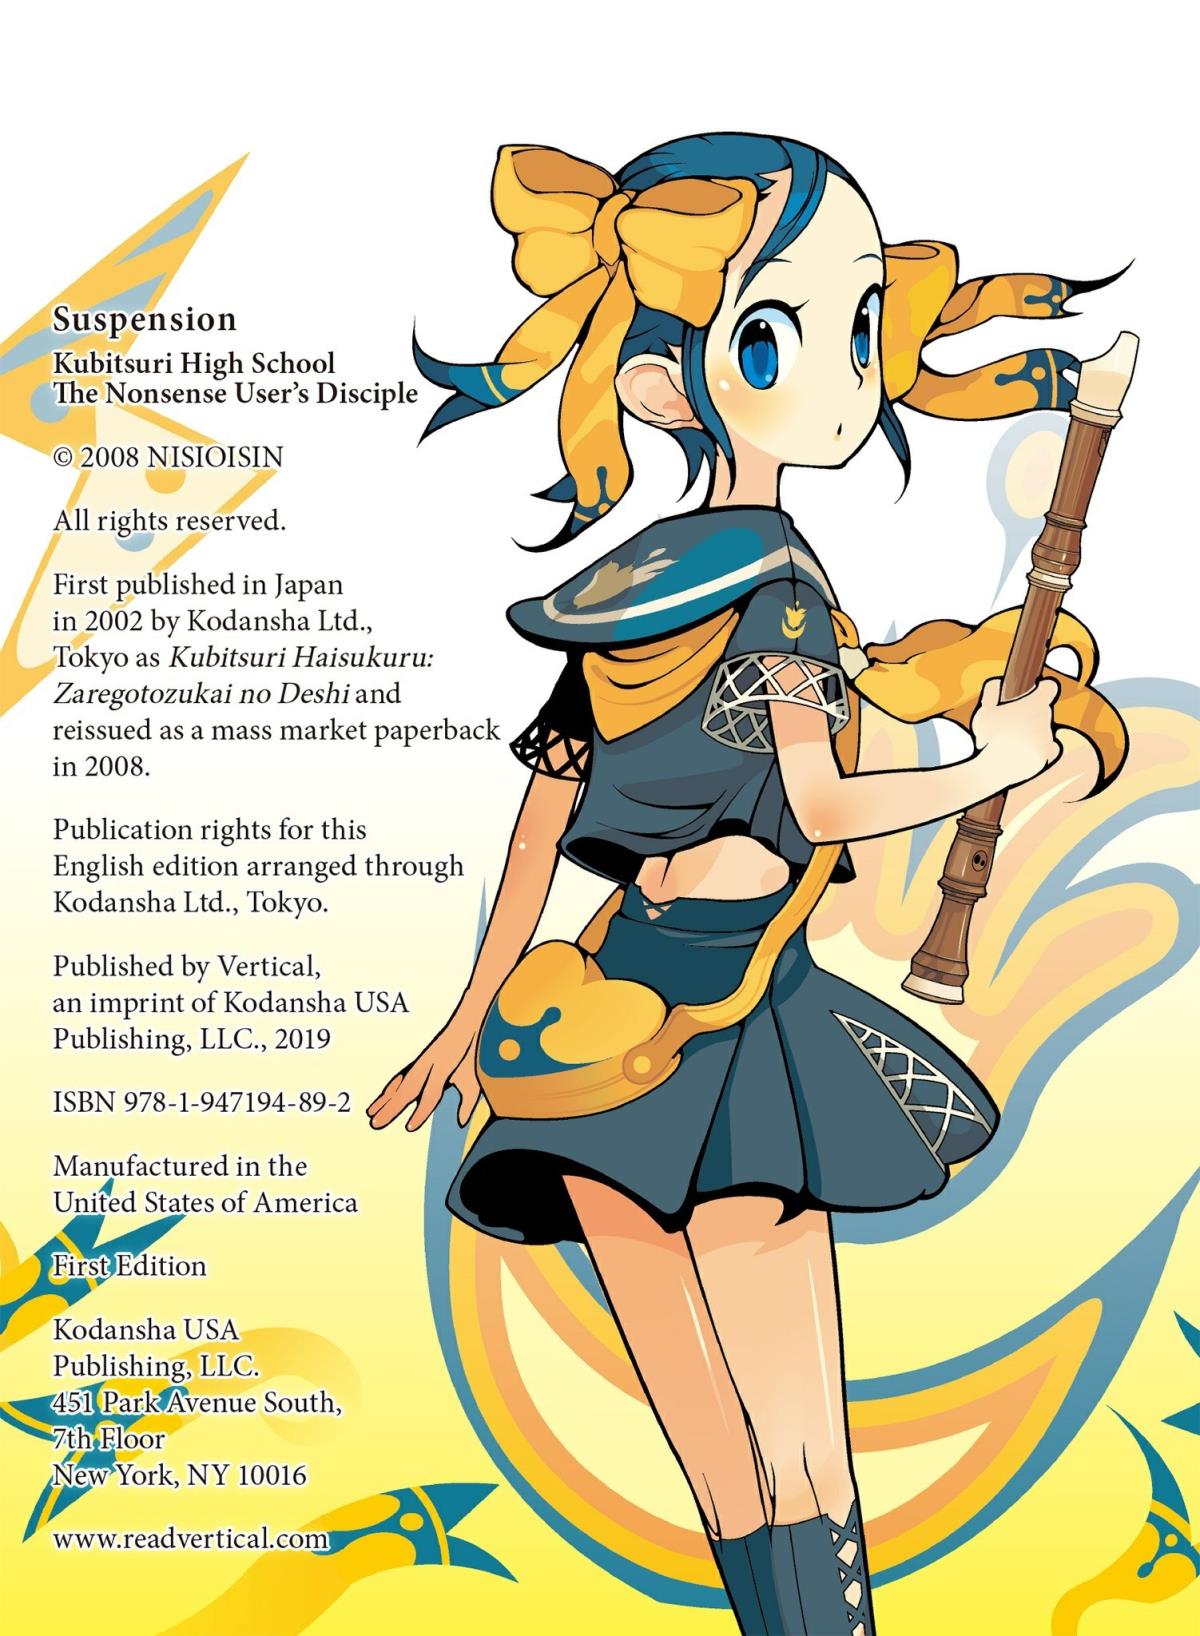 Suspension
Kubitsuri High School
The Nonsense User's Disciple
© 2008 NISIOISIN
All rights reserved.
First published in Japan
in 2002 by Kodansha Ltd.,
Tokyo as Kubitsuri Haisukuru:
Zaregotozukai no Deshi and
reissued as a mass market paperback
in 2008.
Publication rights for this
English edition arranged through
Kodansha Ltd., Tokyo.
Published by Vertical,
an imprint of Kodansha USA
Publishing, LLC., 2019
ISBN 978-1-947194-89-2
Manufactured in the
United States of America
First Edition
Kodansha USA
Publishing, LLC.
451 Park Avenue South,
7th Floor
New York, NY 10016
www.readvertical.com